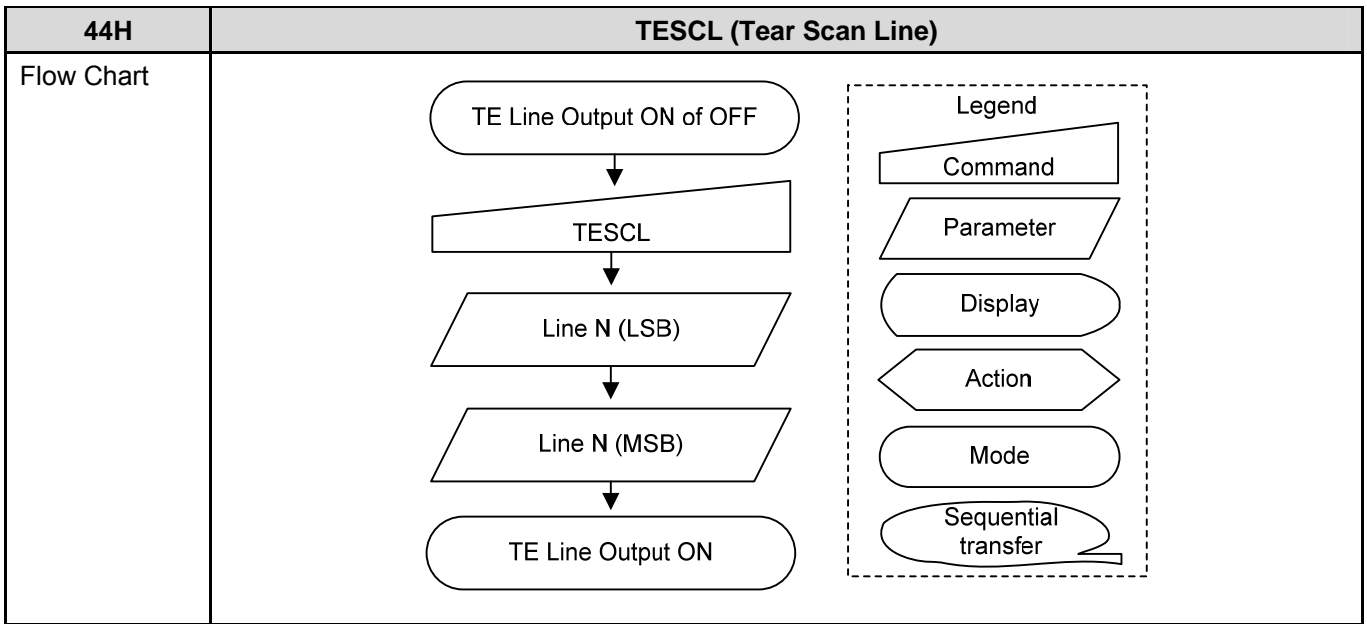 44H
TESCL (Tear Scan Line)
Flow Chart
TE Line Output ON of OFF
TESCL
Line N (LSB)
Line N (MSB)
TE Line Output ON
Legend
Command
Parameter
Display
Action
Mode
Sequential
transfer